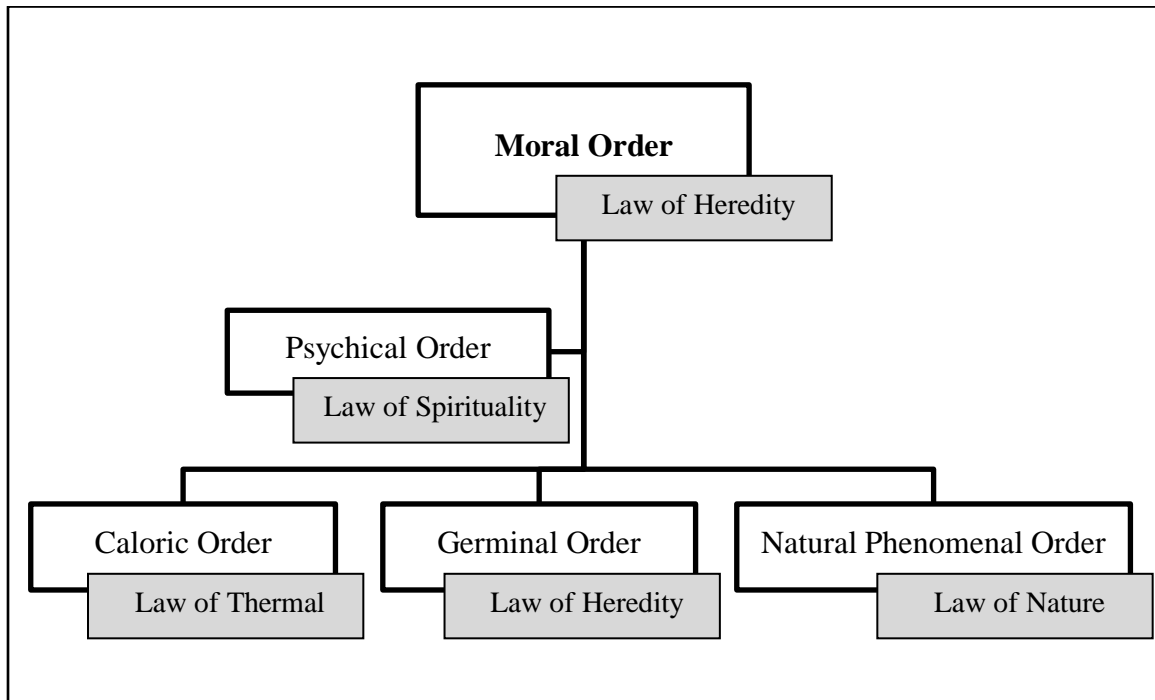 Moral Order
Law of Heredity
Psychical Order
Law of Spirituality
Caloric Order
Law of Thermal
Germinal Order
Law of Heredity
Natural Phenomenal Order
Law of Nature